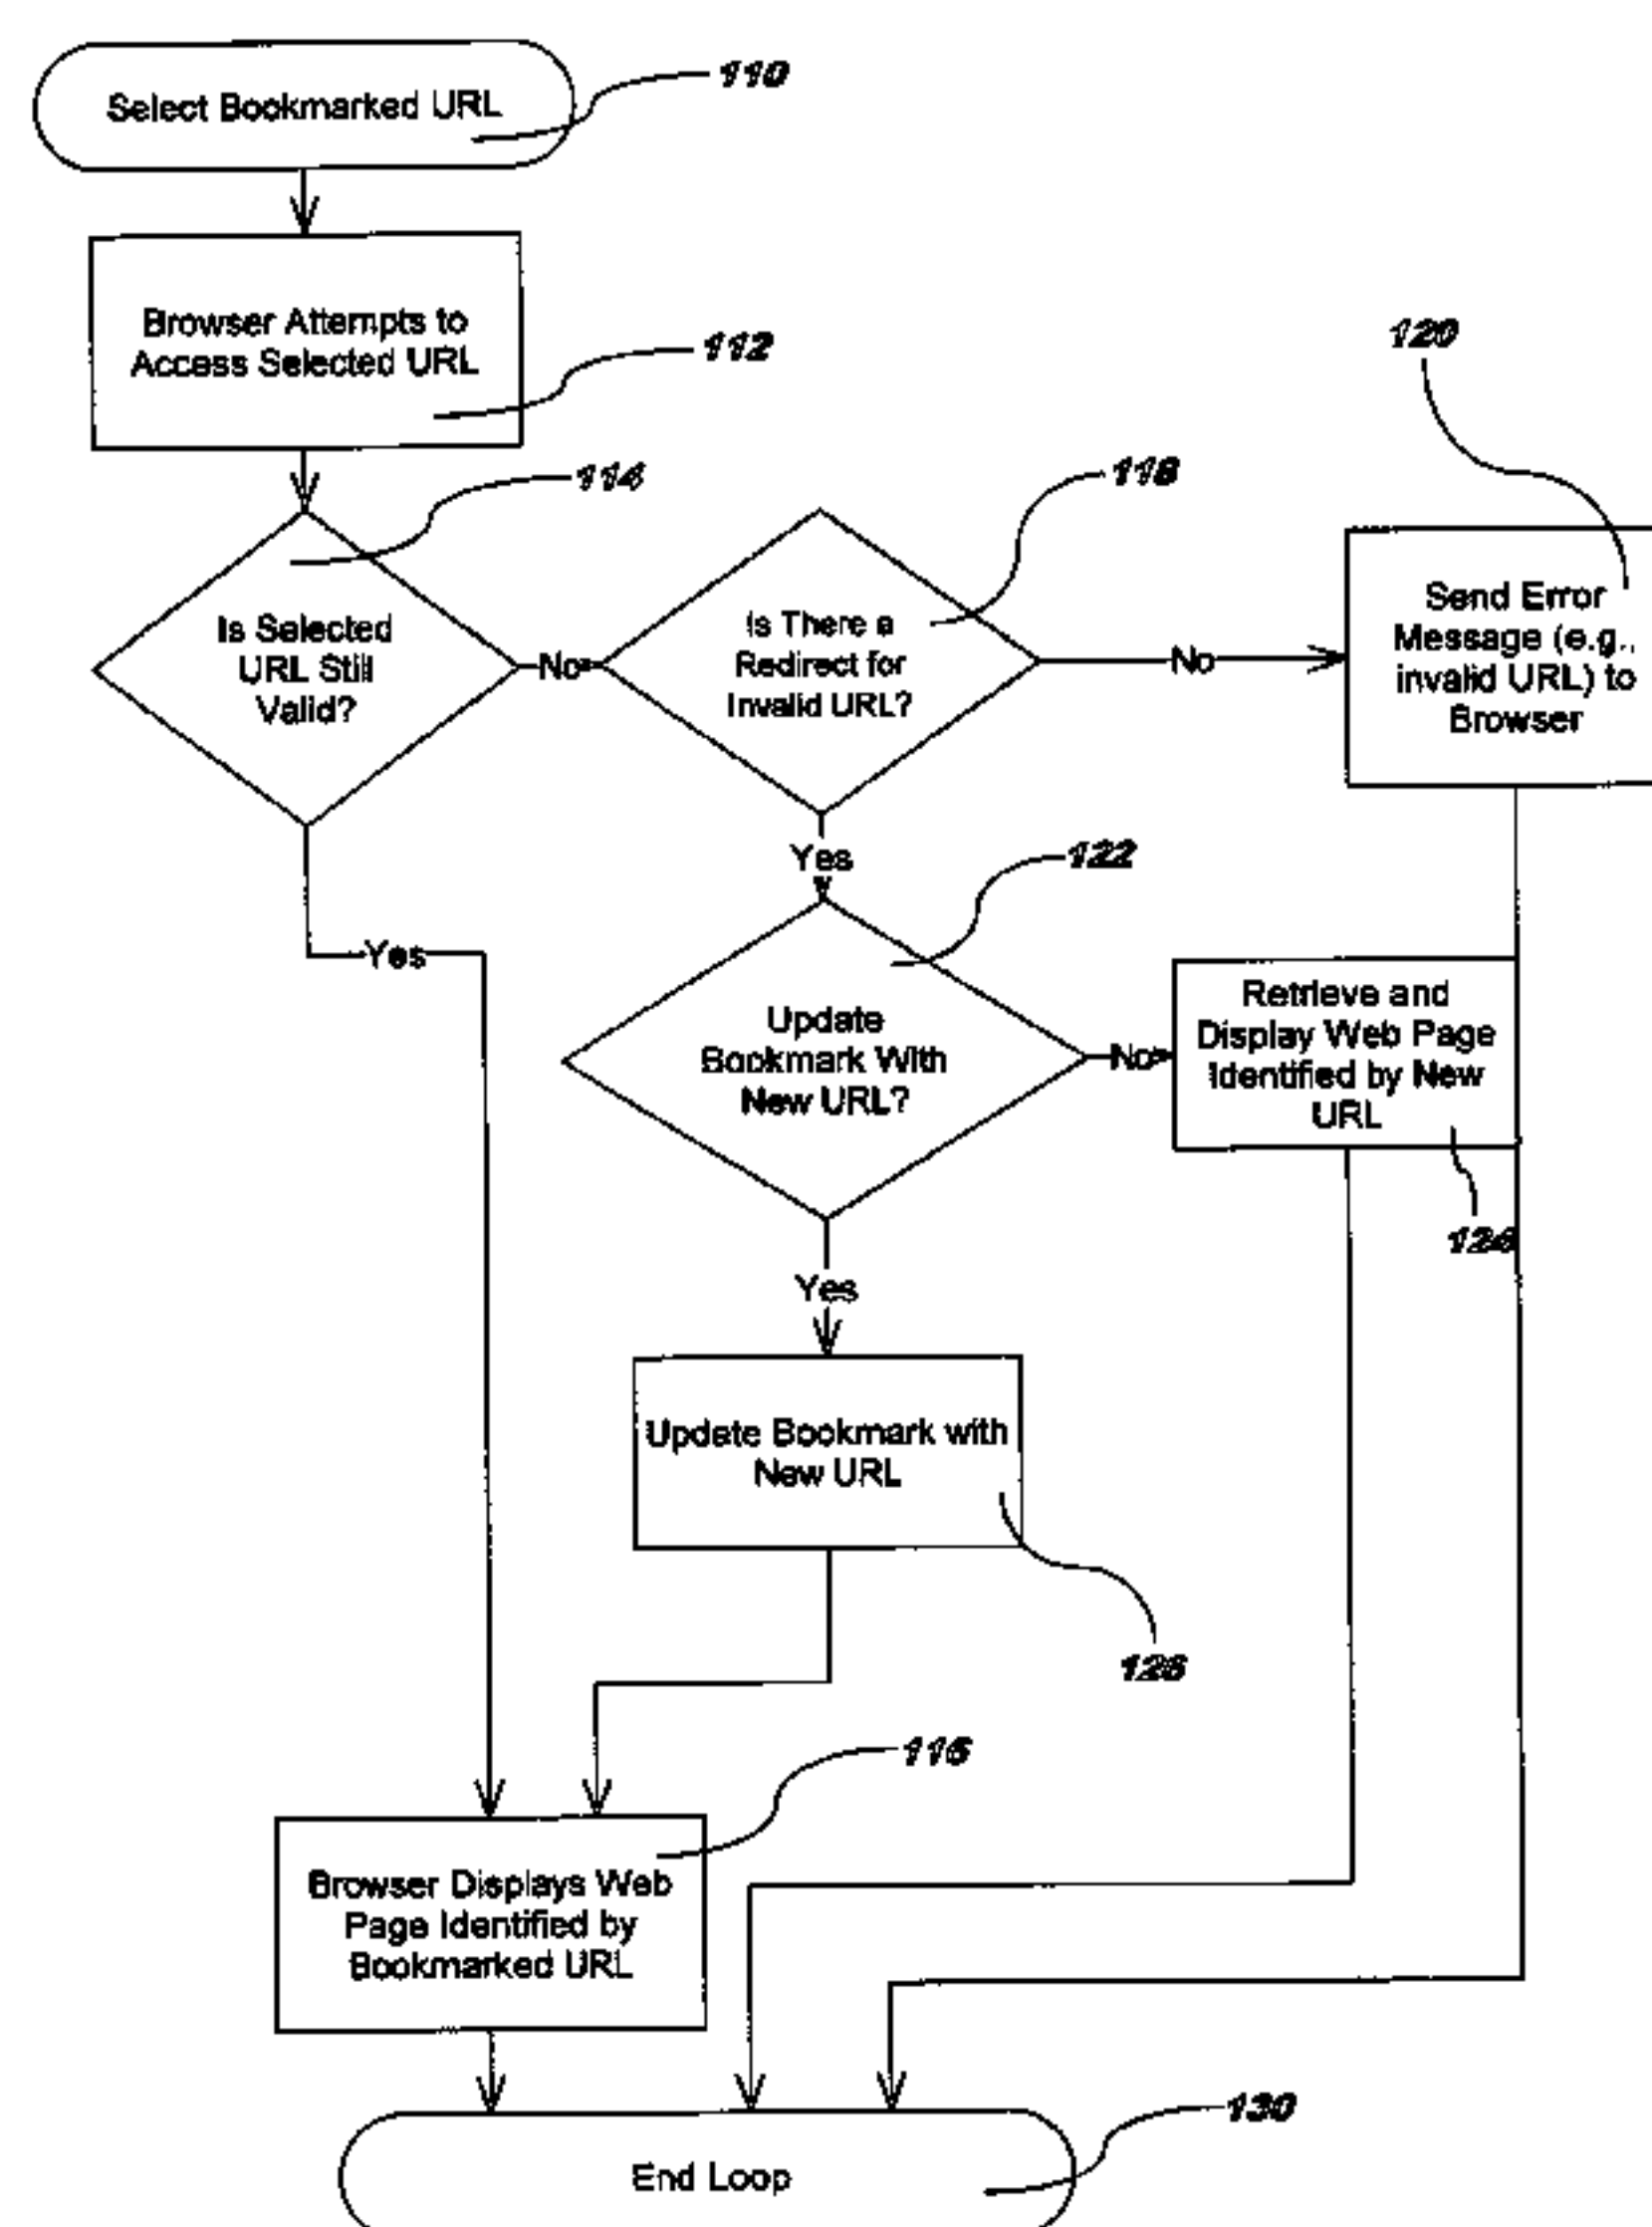 Select Bookmarked URL
110
Browser Attempts to
Access Selected URL
112
120
114
118
Is Selected
URL Still
Valid?
No
Is There a
Redirect for
Invalid URL?
No
Send Error
Message (e.g.,
invalid URL) to
Browser
Yes
122
Yes
Update
Bookmark With
New URL?
No
Retrieve and
Display Web Page
Identified by New
URL
Yes
Update Bookmark with
New URL
116
Browser Displays Web
Page Identified by
Bookmarked URL
130
End Loop